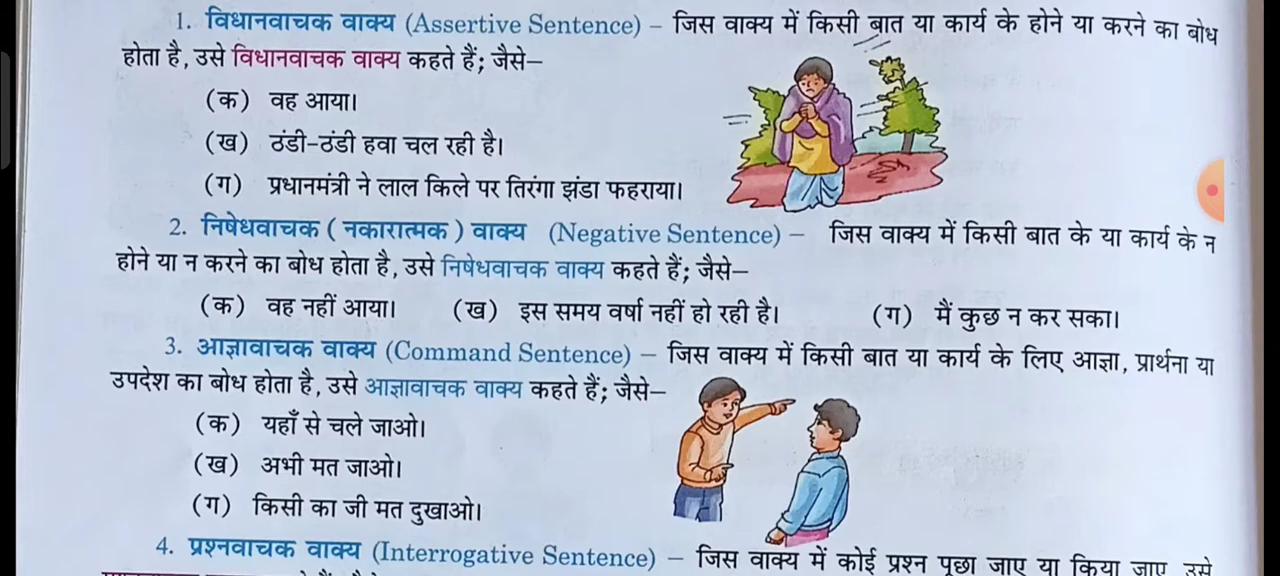 1. विधानवाचक वाक्य (Assertive Sentence) – जिस वाक्य में किसी बात या कार्य के होने या करने का बोध
होता है, उसे विधानवाचक वाक्य कहते हैं; जैसे–
(क) वह आया।
(ख) ठंडी-ठंडी हवा चल रही है।
(ग) प्रधानमंत्री ने लाल किले पर तिरंगा झंडा फहराया।
2. निषेधवाचक ( नकारात्मक ) वाक्य (Negative Sentence) – जिस वाक्य में किसी बात के या कार्य के न
होने या न करने का बोध होता है, उसे निषेधवाचक वाक्य कहते हैं; जैसे–
(क) वह नहीं आया। (ख) इस समय वर्षा नहीं हो रही है। (ग) मैं कुछ न कर सका।
3. आज्ञावाचक वाक्य (Command Sentence) – जिस वाक्य में किसी बात या कार्य के लिए आज्ञा, प्रार्थना या
उपदेश का बोध होता है, उसे आज्ञावाचक वाक्य कहते हैं; जैसे–
(क) यहाँ से चले जाओ।
(ख) अभी मत जाओ।
(ग) किसी का जी मत दुखाओ।
4. प्रश्नवाचक वाक्य (Interrogative Sentence) – जिस वाक्य में कोई प्रश्न पूछा जाए या किया जाए, उसे